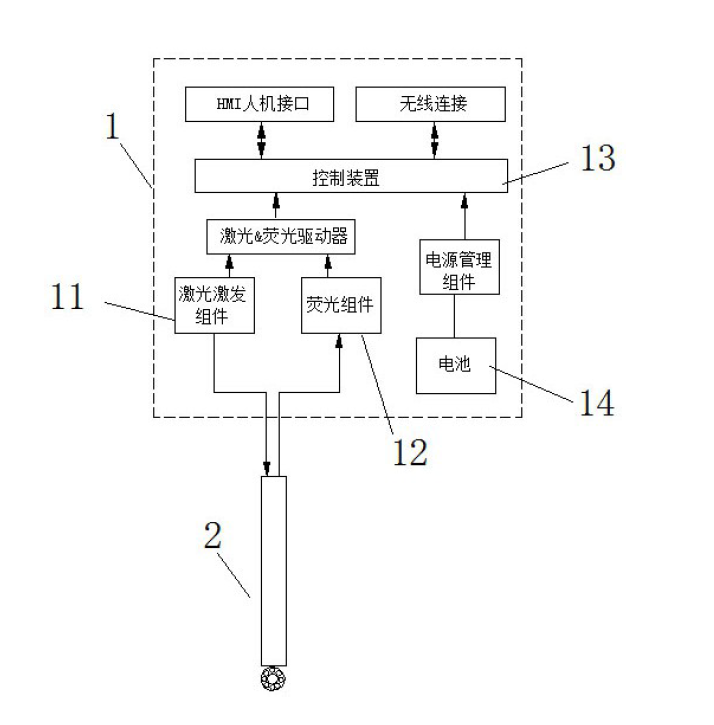 HMI人机接口
无线连接
1
控制装置
13
激光&荧光驱动器
电源管理
组件
11
激光激发
组件
荧光组件
电池
14
12
2